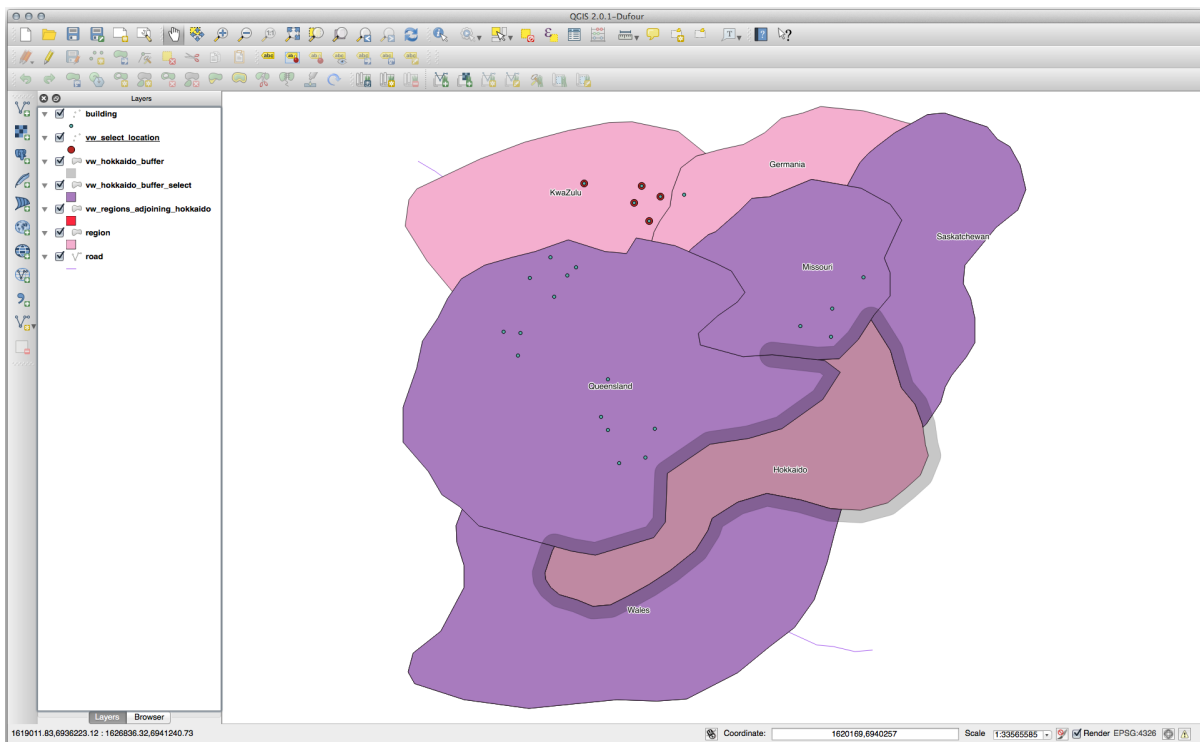 QGIS 2.0.1-Dufour
Layers
building
vw_select_location
vw_hokkaido_buffer
vw_hokkaido_buffer_select
vw_regions_adjoining_hokkaido
region
road
Germania
KwaZulu
Saskatchewan
Missouri
Queensland
Hokkaido
Wales
Layers Browser
1619011.83,6936223.12 : 1626836.32,6941240.73
Coordinate: 1620169,6940257
Scale 1:33565585
Render EPSG:4326